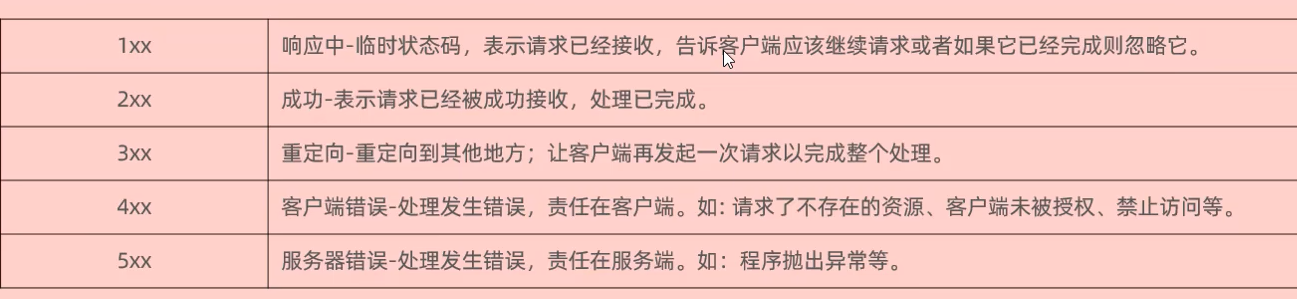 1xx 响应中-临时状态码，表示请求已经接收，告诉客户端应该继续请求或者如果它已经完成则忽略它。
2xx 成功-表示请求已经被成功接收，处理已完成。
3xx 重定向-重定向到其他地方；让客户端再发起一次请求以完成整个处理。
4xx 客户端错误-处理发生错误，责任在客户端。如：请求了不存在的资源、客户端未被授权、禁止访问等。
5xx 服务器错误-处理发生错误，责任在服务端。如：程序抛出异常等。